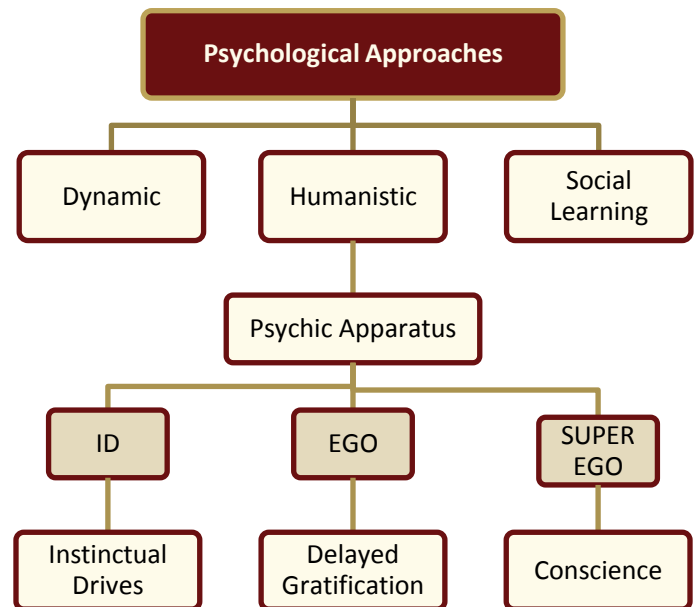 Psychological Approaches
Dynamic
Humanistic
Social
Learning
Psychic Apparatus
ID
EGO
SUPER
EGO
Instinctual
Drives
Delayed
Gratification
Conscience